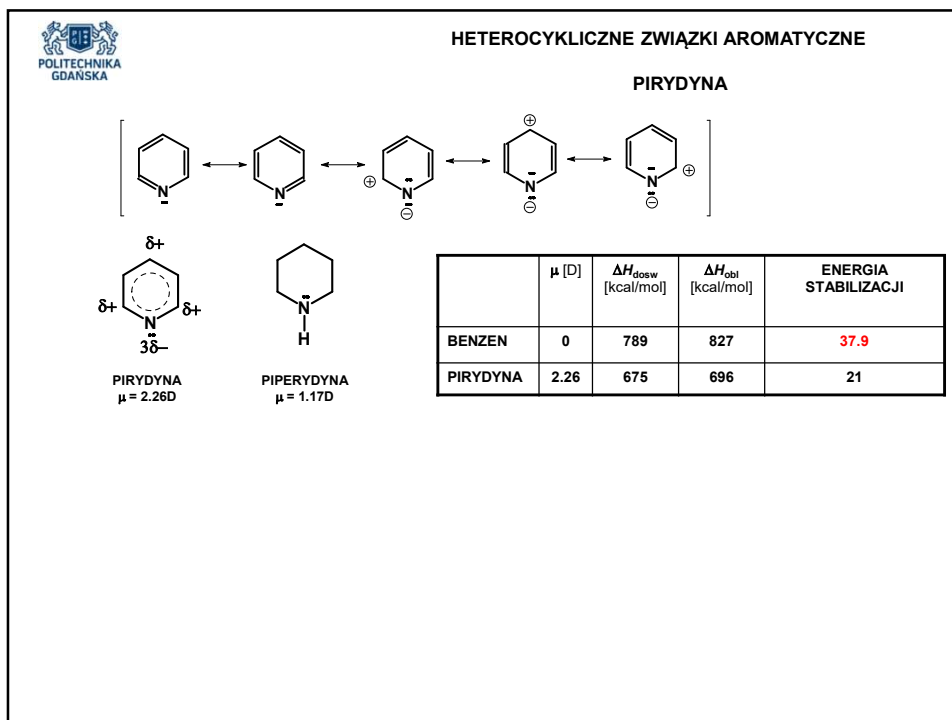 POLITECHNIKA
GDAŃSKA
HETEROCYKLICZNE ZWIĄZKI AROMATYCZNE
PIRYDYNA
N N ⊕ N ⊖ ⊕ N ⊖ N ⊕ ⊖
δ+
δ+ δ+
N
3δ−
PIRYDYNA
μ = 2.26D
N
H
PIPERYDYNA
μ = 1.17D
μ [D] ΔHdosw [kcal/mol] ΔHobl [kcal/mol] ENERGIA STABILIZACJI
BENZEN 0 789 827 37.9
PIRYDYNA 2.26 675 696 21